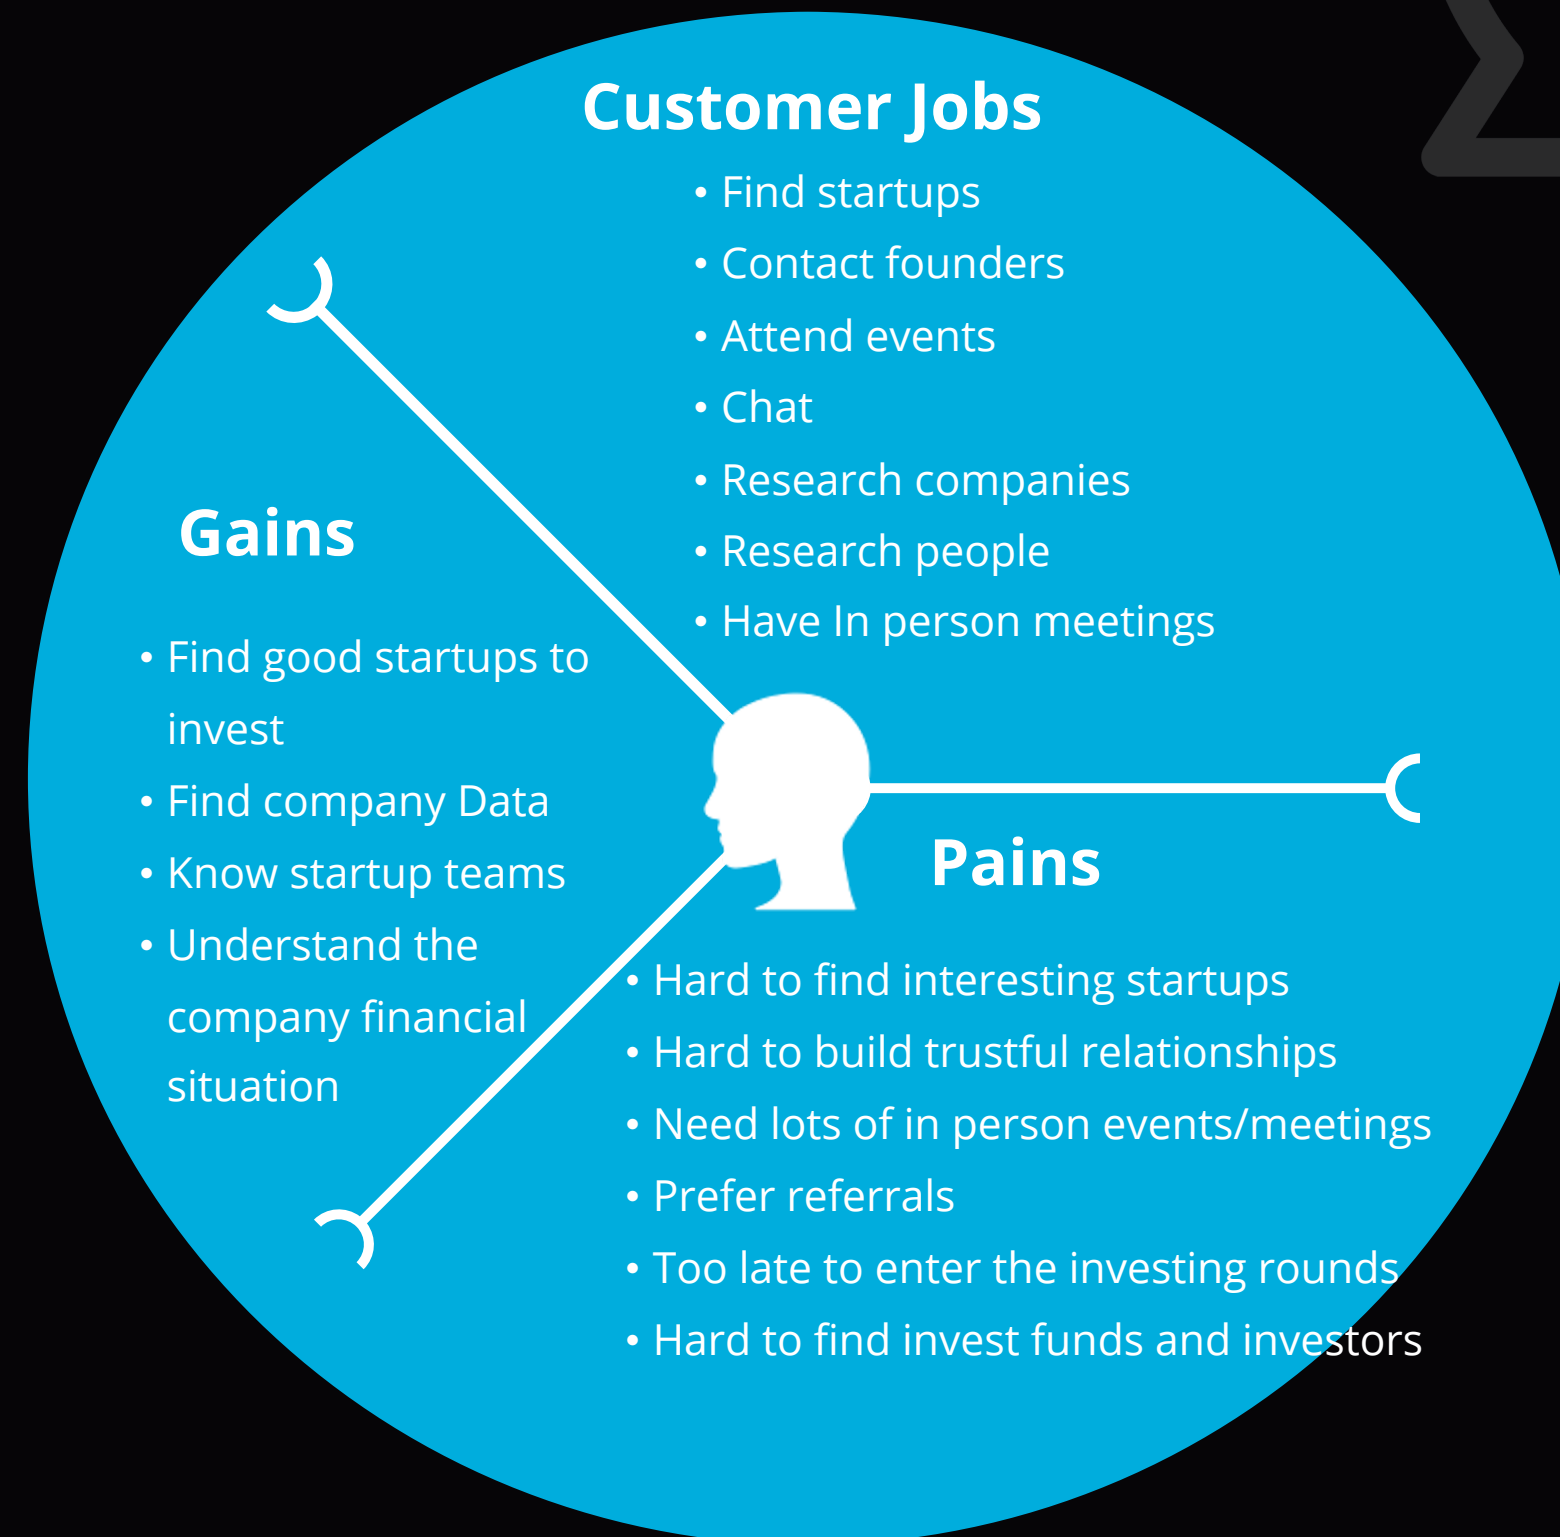 Customer Jobs
• Find startups
• Contact founders
• Attend events
• Chat
• Research companies
• Research people
• Have In person meetings
Gains
• Find good startups to
invest
• Find company Data
• Know startup teams
• Understand the
company financial
situation
Pains
• Hard to find interesting startups
• Hard to build trustful relationships
• Need lots of in person events/meetings
• Prefer referrals
• Too late to enter the investing rounds
• Hard to find invest funds and investors